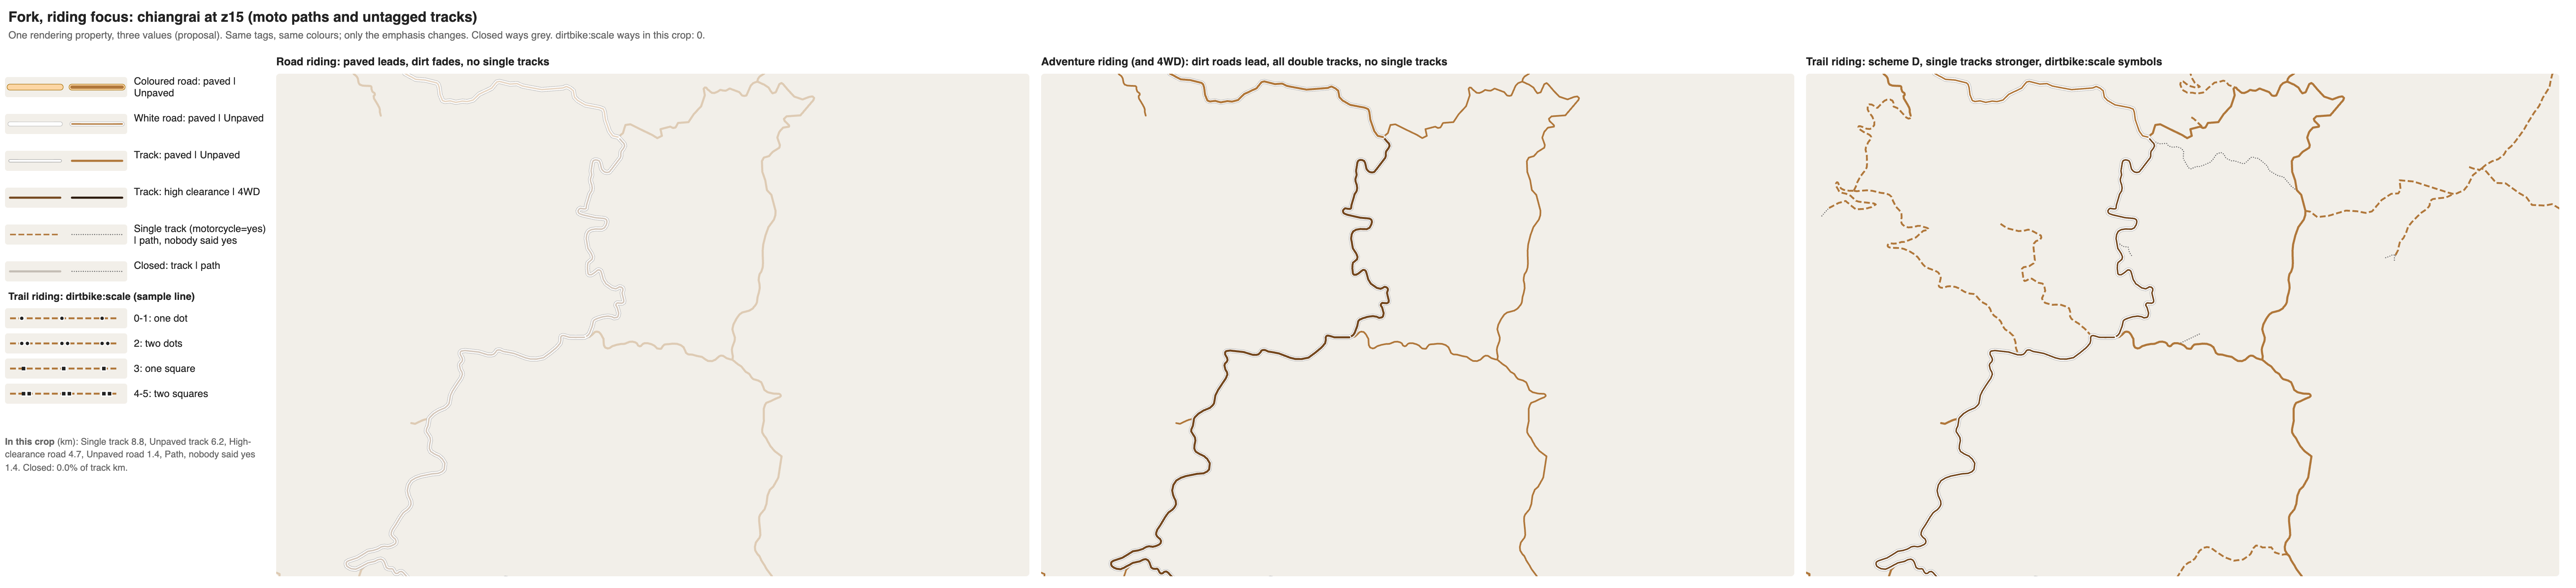 Fork, riding focus: chiangrai at z15 (moto paths and untagged tracks)
One rendering property, three values (proposal). Same tags, same colours; only the emphasis changes. Closed ways grey. dirtbike:scale ways in this crop: 0.
Coloured road: paved |
Unpaved
White road: paved | Unpaved
Track: paved | Unpaved
Track: high clearance | 4WD
Single track (motorcycle=yes)
| path, nobody said yes
Closed: track | path
Trail riding: dirtbike:scale (sample line)
0-1: one dot
2: two dots
3: one square
4-5: two squares
In this crop (km): Single track 8.8, Unpaved track 6.2, High-
clearance road 4.7, Unpaved road 1.4, Path, nobody said yes
1.4. Closed: 0.0% of track km.
Road riding: paved leads, dirt fades, no single tracks
Adventure riding (and 4WD): dirt roads lead, all double tracks, no single tracks
Trail riding: scheme D, single tracks stronger, dirtbike:scale symbols